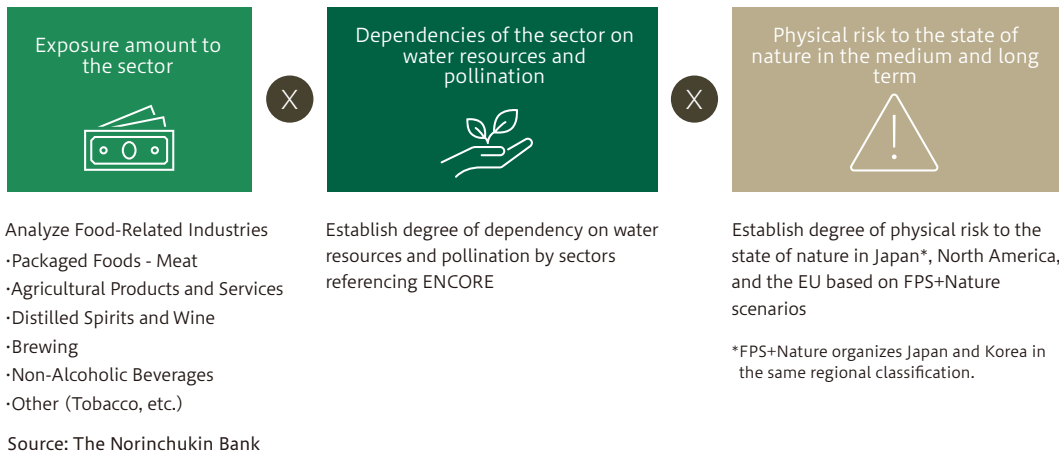 Exposure amount to
the sector
X
Dependencies of the sector on
water resources and
pollination
X
Physical risk to the state of
nature in the medium and long
term
Analyze Food-Related Industries
・Packaged Foods - Meat
・Agricultural Products and Services
・Distilled Spirits and Wine
・Brewing
・Non-Alcoholic Beverages
・Other (Tobacco, etc.)
Establish degree of dependency on water
resources and pollination by sectors
referencing ENCORE
Establish degree of physical risk to the
state of nature in Japan*, North America,
and the EU based on FPS+Nature
scenarios
*FPS+Nature organizes Japan and Korea in
the same regional classification.
Source: The Norinchukin Bank